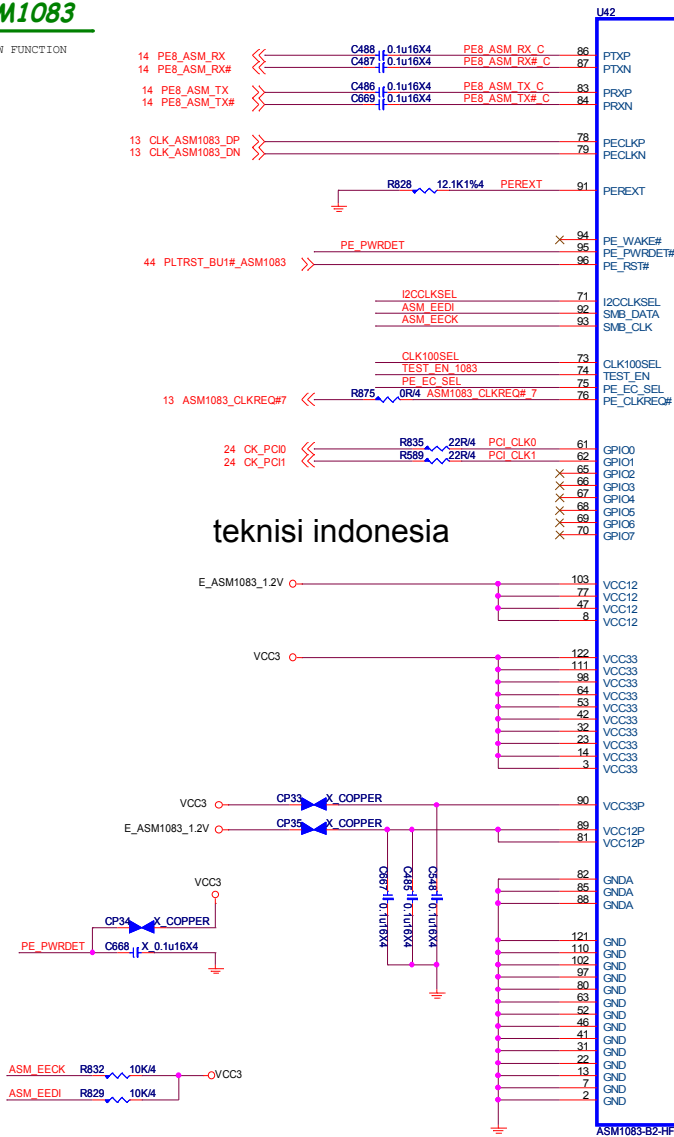 M1083
W FUNCTION
U42
14 PE8_ASM_RX C488 0.1u16X4 PE8_ASM_RX_C 86 PTXP
14 PE8_ASM_RX# C487 0.1u16X4 PE8_ASM_RX#_C 87 PTXN
14 PE8_ASM_TX C486 0.1u16X4 PE8_ASM_TX_C 83 PRXP
14 PE8_ASM_TX# C669 0.1u16X4 PE8_ASM_TX#_C 84 PRXN
13 CLK_ASM1083_DP 78 PECLKP
13 CLK_ASM1083_DN 79 PECLKN
R828 12.1K1%4 PEREXT 91 PEREXT
94 PE_WAKE#
PE_PWRDET 95 PE_PWRDET#
44 PLTRST_BU1#_ASM1083 96 PE_RST#
I2CCLKSEL 71 I2CCLKSEL
ASM_EEDI 92 SMB_DATA
ASM_EECK 93 SMB_CLK
CLK100SEL 73 CLK100SEL
TEST_EN_1083 74 TEST_EN
PE_EC_SEL 75 PE_EC_SEL
13 ASM1083_CLKREQ#7 R875 0R/4 ASM1083_CLKREQ#_7 76 PE_CLKREQ#
24 CK_PCI0 R835 22R/4 PCI_CLK0 61 GPIO0
24 CK_PCI1 R589 22R/4 PCI_CLK1 62 GPIO1
65 GPIO2
66 GPIO3
67 GPIO4
68 GPIO5
69 GPIO6
70 GPIO7
teknisi indonesia
E_ASM1083_1.2V 103 VCC12
77 VCC12
47 VCC12
8 VCC12
VCC3 122 VCC33
111 VCC33
98 VCC33
64 VCC33
53 VCC33
42 VCC33
32 VCC33
23 VCC33
14 VCC33
3 VCC33
VCC3 CP33 X_COPPER 90 VCC33P
E_ASM1083_1.2V CP35 X_COPPER 89 VCC12P
81 VCC12P
C667 0.1u16X4
C485 0.1u16X4
C548 0.1u16X4
82 GNDA
85 GNDA
88 GNDA
VCC3
CP34 X_COPPER
PE_PWRDET C668 X_0.1u16X4
121 GND
110 GND
102 GND
97 GND
80 GND
63 GND
52 GND
46 GND
41 GND
31 GND
22 GND
13 GND
7 GND
2 GND
ASM_EECK R832 10K/4 VCC3
ASM_EEDI R829 10K/4
ASM1083-B2-HF